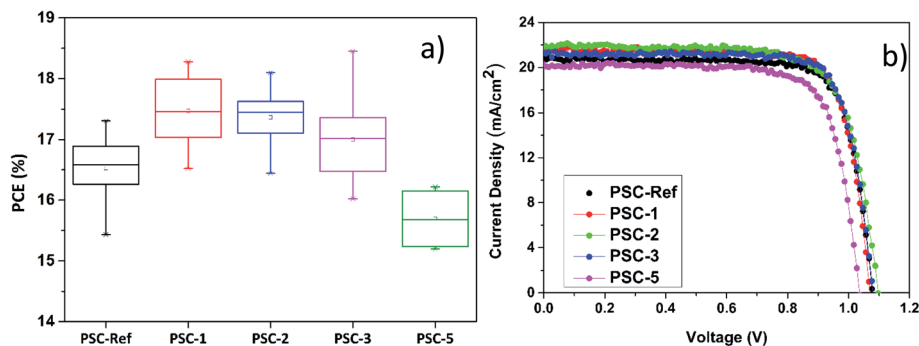 a)
PCE (%)
19
18
17
16
15
14
PSC-Ref PSC-1 PSC-2 PSC-3 PSC-5
b)
Current Density (mA/cm²)
24
20
16
12
8
4
0
PSC-Ref
PSC-1
PSC-2
PSC-3
PSC-5
0.0 0.2 0.4 0.6 0.8 1.0 1.2
Voltage (V)